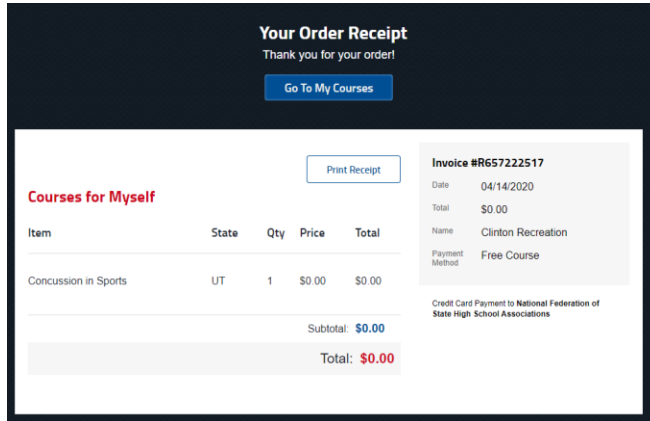 Your Order Receipt
Thank you for your order!
Go To My Courses
Print Receipt
Courses for Myself
Item State Qty Price Total
Concussion in Sports UT 1 $0.00 $0.00
Subtotal: $0.00
Total: $0.00
Invoice #R657222517
Date 04/14/2020
Total $0.00
Name Clinton Recreation
Payment Method Free Course
Credit Card Payment to National Federation of
State High School Associations